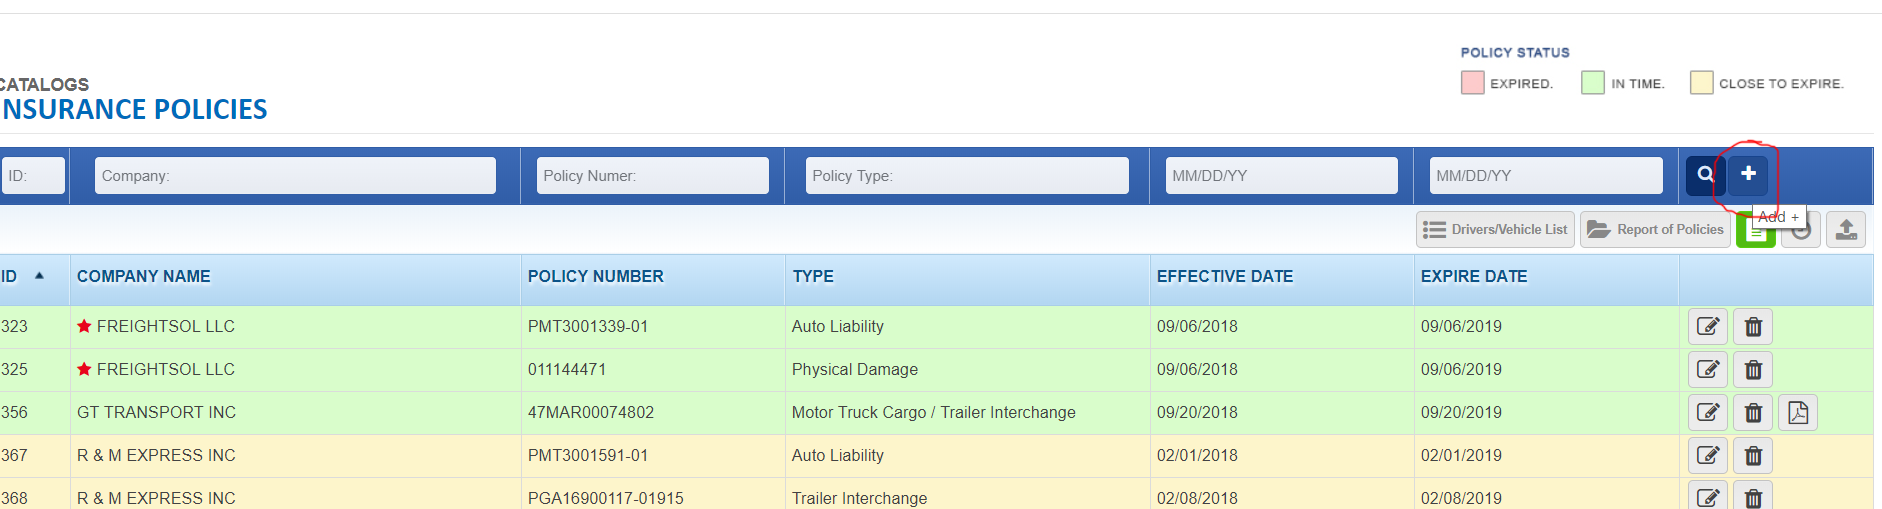 POLICY STATUS
EXPIRED. IN TIME. CLOSE TO EXPIRE.
CATALOGS
NSURANCE POLICIES
ID: Company: Policy Numer: Policy Type: MM/DD/YY MM/DD/YY
Add +
Drivers/Vehicle List Report of Policies
ID COMPANY NAME POLICY NUMBER TYPE EFFECTIVE DATE EXPIRE DATE
323 FREIGHTSOL LLC PMT3001339-01 Auto Liability 09/06/2018 09/06/2019
325 FREIGHTSOL LLC 011144471 Physical Damage 09/06/2018 09/06/2019
356 GT TRANSPORT INC 47MAR00074802 Motor Truck Cargo / Trailer Interchange 09/20/2018 09/20/2019
367 R & M EXPRESS INC PMT3001591-01 Auto Liability 02/01/2018 02/01/2019
368 R & M EXPRESS INC PGA16900117-01915 Trailer Interchange 02/08/2018 02/08/2019